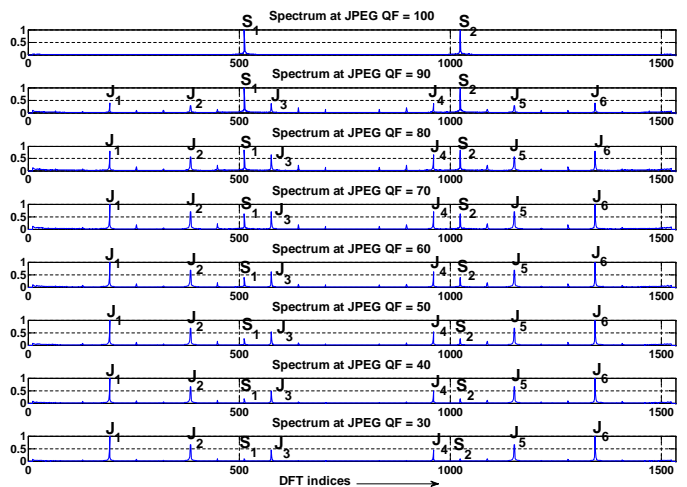 Spectrum at JPEG QF = 100
S1 S2
1
0.5
0 500 1000 1500
Spectrum at JPEG QF = 90
J1 J2 S1 J3 J4 S2 J5 J6
1
0.5
0
0 500 1000 1500
Spectrum at JPEG QF = 80
J1 J2 S1 J3 J4 S2 J5 J6
1
0.5
0
0 500 1000 1500
Spectrum at JPEG QF = 70
J1 J2 S1 J3 J4 S2 J5 J6
1
0.5
0
0 500 1000 1500
Spectrum at JPEG QF = 60
J1 J2 S1 J3 J4 S2 J5 J6
1
0.5
0
0 500 1000 1500
Spectrum at JPEG QF = 50
J1 J2 S1 J3 J4 S2 J5 J6
1
0.5
0
0 500 1000 1500
Spectrum at JPEG QF = 40
J1 J2 S1 J3 J4 S2 J5 J6
1
0.5
0
0 500 1000 1500
Spectrum at JPEG QF = 30
J1 J2 S1 J3 J4 S2 J5 J6
1
0.5
0
0 500 1000 1500
DFT indices